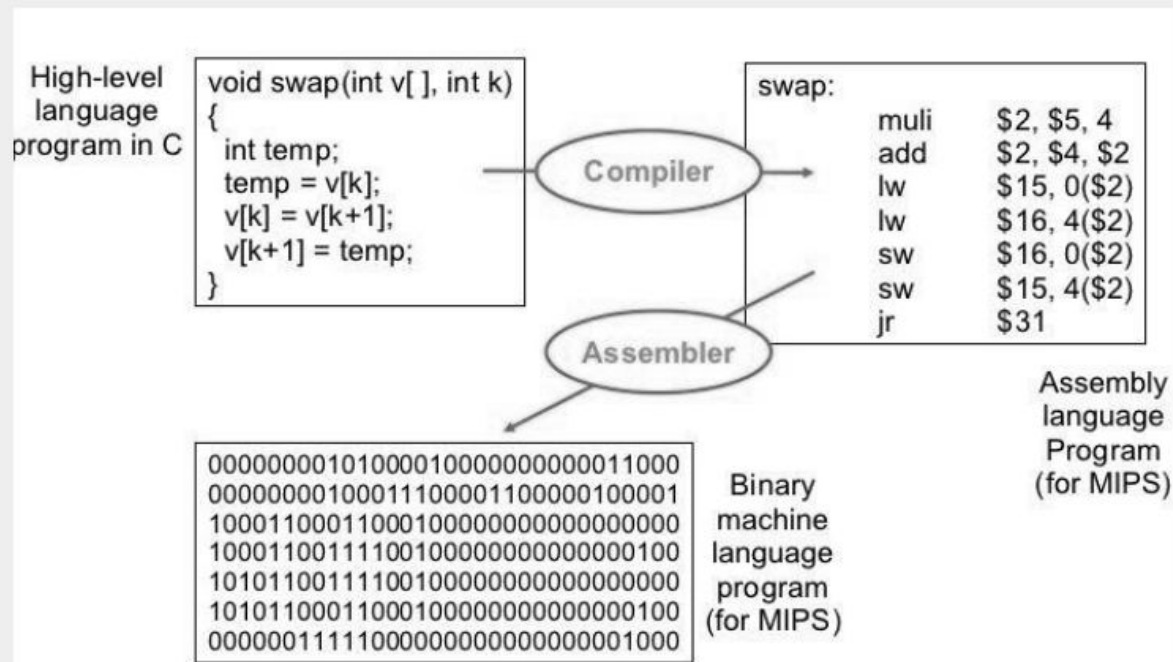 High-level
language
program in C
void swap(int v[ ], int k)
{
int temp;
temp = v[k];
v[k] = v[k+1];
v[k+1] = temp;
}
Compiler
swap:
muli $2, $5, 4
add $2, $4, $2
lw $15, 0($2)
lw $16, 4($2)
sw $16, 0($2)
sw $15, 4($2)
jr $31
Assembly
language
Program
(for MIPS)
Assembler
00000000101000010000000000011000
00000000100011100001100000100001
10001100011000100000000000000000
10001100111100100000000000000100
10101100111100100000000000000000
10101100011000100000000000000100
00000011111000000000000000001000
Binary
machine
language
program
(for MIPS)